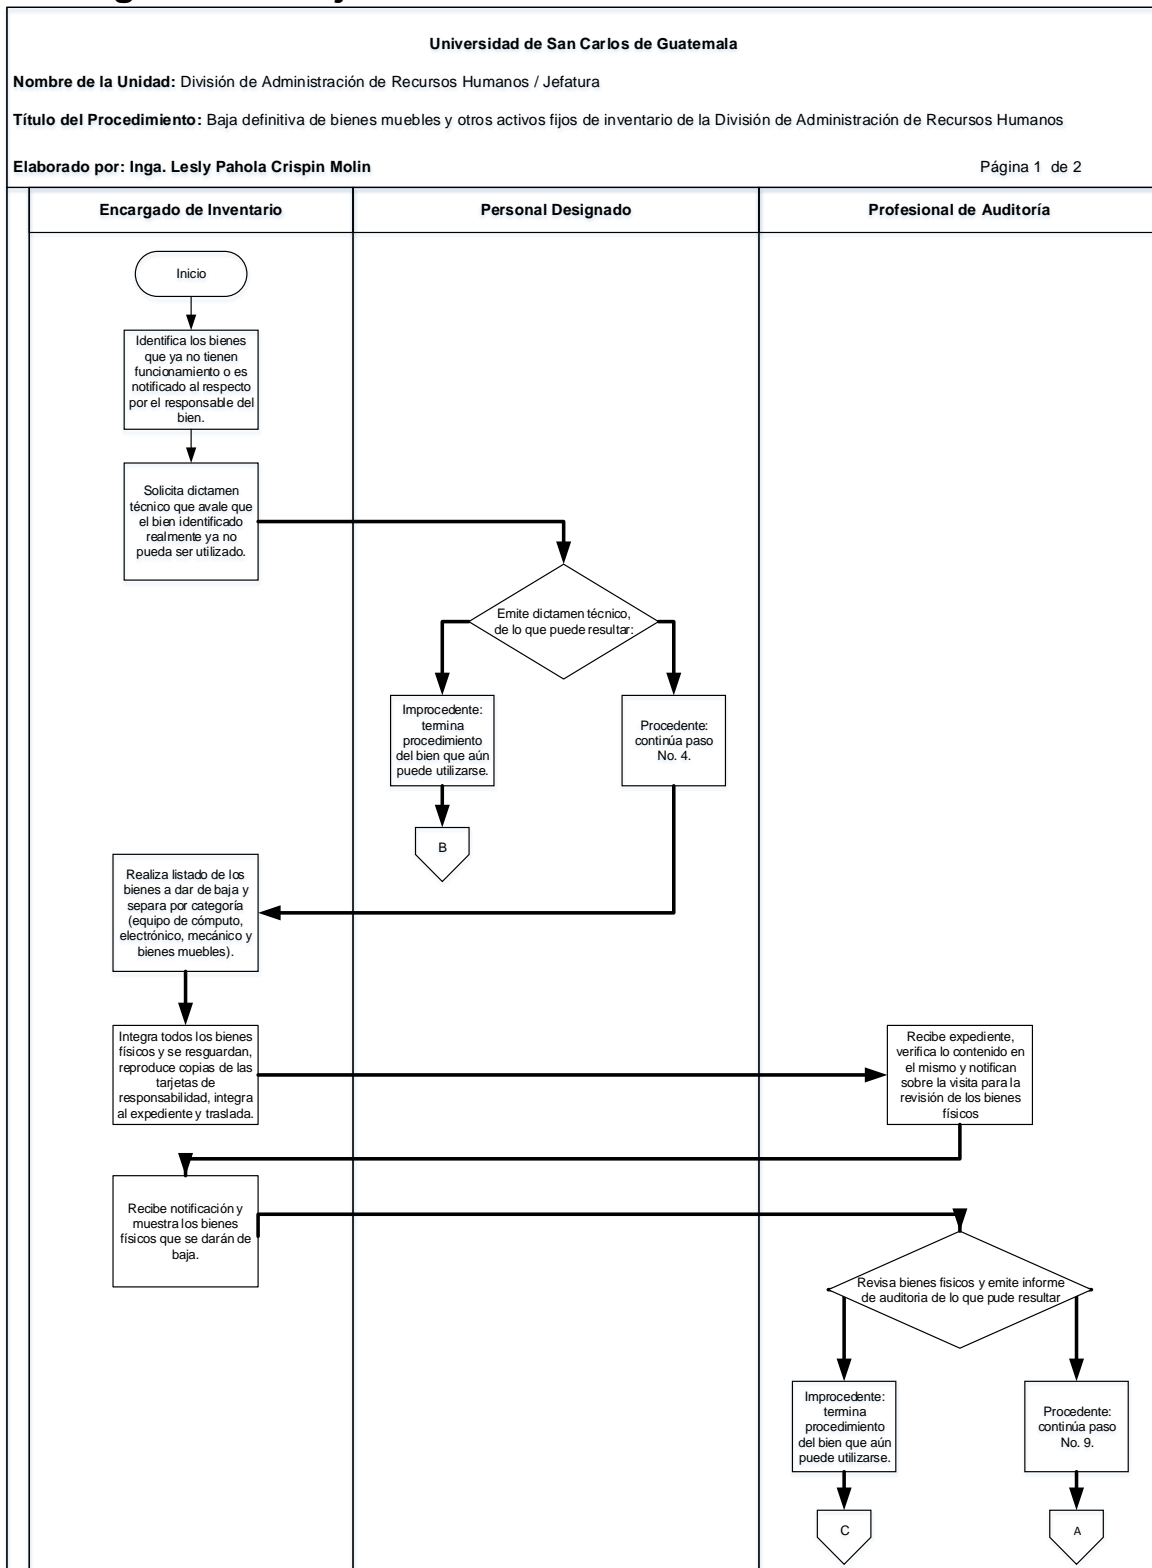 Universidad de San Carlos de Guatemala
Nombre de la Unidad: División de Administración de Recursos Humanos / Jefatura
Título del Procedimiento: Baja definitiva de bienes muebles y otros activos fijos de inventario de la División de Administración de Recursos Humanos
Elaborado por: Inga. Lesly Pahola Crispin Molin
Página 1 de 2
Encargado de Inventario
Personal Designado
Profesional de Auditoría
Inicio
Identifica los bienes
que ya no tienen
funcionamiento o es
notificado al respecto
por el responsable del
bien.
Solicita dictamen
técnico que avale que
el bien identificado
realmente ya no
pueda ser utilizado.
Emite dictamen técnico,
de lo que puede resultar:
Improcedente:
termina
procedimiento
del bien que aún
puede utilizarse.
Procedente:
continúa paso
No. 4.
B
Realiza listado de los
bienes a dar de baja y
separa por categoría
(equipo de cómputo,
electrónico, mecánico y
bienes muebles).
Integra todos los bienes
físicos y se resguardan,
reproduce copias de las
tarjetas de
responsabilidad, integra
al expediente y traslada.
Recibe expediente,
verifica lo contenido en
el mismo y notifican
sobre la visita para la
revisión de los bienes
físicos
Recibe notificación y
muestra los bienes
físicos que se darán de
baja.
Revisa bienes fisicos y emite informe
de auditoria de lo que pude resultar
Improcedente:
termina
procedimiento
del bien que aún
puede utilizarse.
Procedente:
continúa paso
No. 9.
C
A